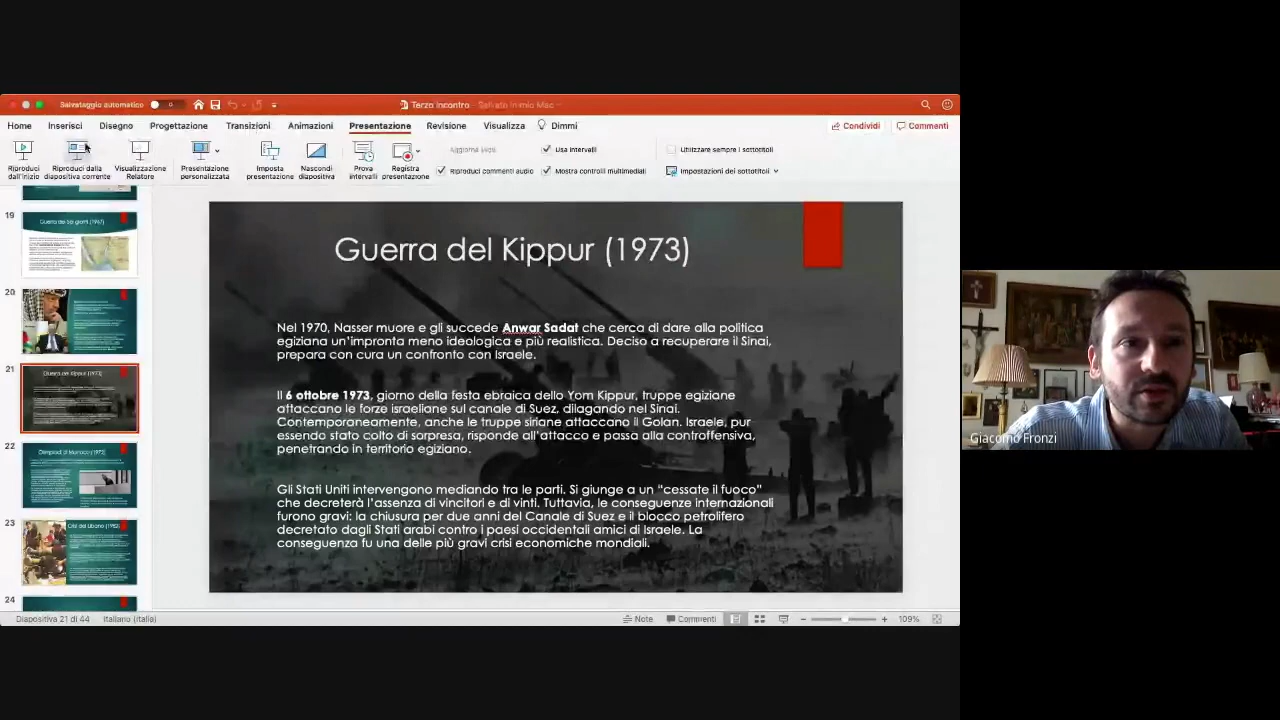 Salvataggio automatico
Terzo incontro – Salvato in mio Mac
Home Inserisci Disegno Progettazione Transizioni Animazioni Presentazione Revisione Visualizza Dimmi Condividi Commenti
Riproduci dall'inizio
Riproduci dalla diapositiva corrente
Visualizzazione Relatore
Presentazione personalizzata
Imposta presentazione
Nascondi diapositiva
Prova intervalli
Registra presentazione
Usa intervalli
Utilizzare sempre i sottotitoli
Riproduci commenti audio
Mostra controlli multimediali
Impostazioni dei sottotitoli
19
Guerra dei Sei giorni (1967)
20
21
Guerra del Kippur (1973)
22
Olimpiadi di Monaco (1972)
23
Crisi del Libano (1982)
24
Guerra del Kippur (1973)
Nel 1970, Nasser muore e gli succede Anwar Sadat che cerca di dare alla politica
egiziana un'impronta meno ideologica e più realistica. Deciso a recuperare il Sinai,
prepara con cura un confronto con Israele.
Il 6 ottobre 1973, giorno della festa ebraica dello Yom Kippur, truppe egiziane
attaccano le forze israeliane sul canale di Suez, dilagando nel Sinai.
Contemporaneamente, anche le truppe siriane attaccano il Golan. Israele, pur
essendo stato colto di sorpresa, risponde all'attacco e passa alla controffensiva,
penetrando in territorio egiziano.
Gli Stati Uniti intervengono mediando tra le parti. Si giunge a un "cessate il fuoco"
che decreterà l'assenza di vincitori e di vinti. Tuttavia, le conseguenze internazionali
furono gravi: la chiusura per due anni del Canale di Suez e il blocco petrolifero
decretato dagli Stati arabi contro i paesi occidentali amici di Israele. La
conseguenza fu una delle più gravi crisi economiche mondiali.
Giacomo Fronzi
Diapositiva 21 di 44 Italiano (Italia) Note Commenti 109%